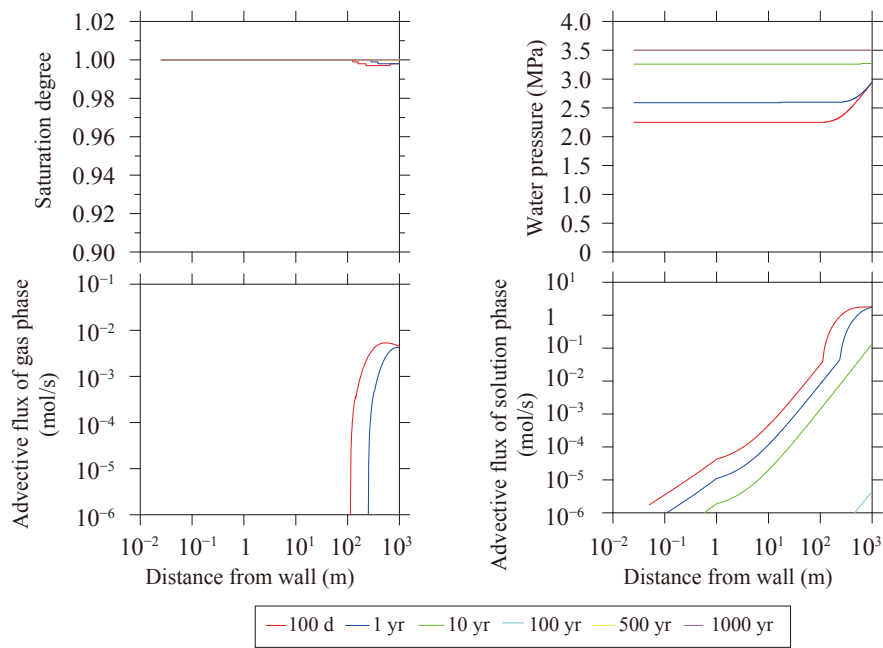 Saturation degree
1.02
1.00
0.98
0.96
0.94
0.92
0.90
Water pressure (MPa)
4.0
3.5
3.0
2.5
2.0
1.5
1.0
0.5
0
Advective flux of gas phase
(mol/s)
10⁻¹
10⁻²
10⁻³
10⁻⁴
10⁻⁵
10⁻⁶
10⁻² 10⁻¹ 1 10¹ 10² 10³
Distance from wall (m)
Advective flux of solution phase
(mol/s)
10¹
1
10⁻¹
10⁻²
10⁻³
10⁻⁴
10⁻⁵
10⁻⁶
10⁻² 10⁻¹ 1 10¹ 10² 10³
Distance from wall (m)
100 d 1 yr 10 yr 100 yr 500 yr 1000 yr